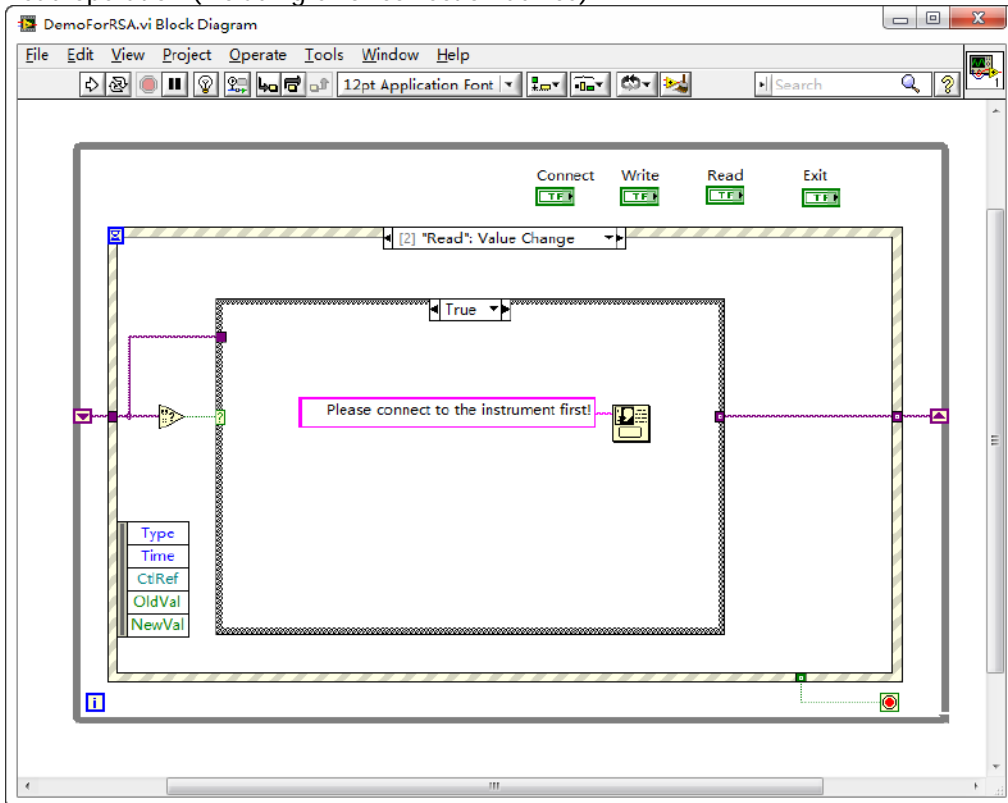 DemoForRSA.vi Block Diagram
File Edit View Project Operate Tools Window Help
12pt Application Font
Search
1
Connect Write Read Exit
TF TF TF TF
[2] "Read": Value Change
True
Please connect to the instrument first!
?
?
Type
Time
CtlRef
OldVal
NewVal
i